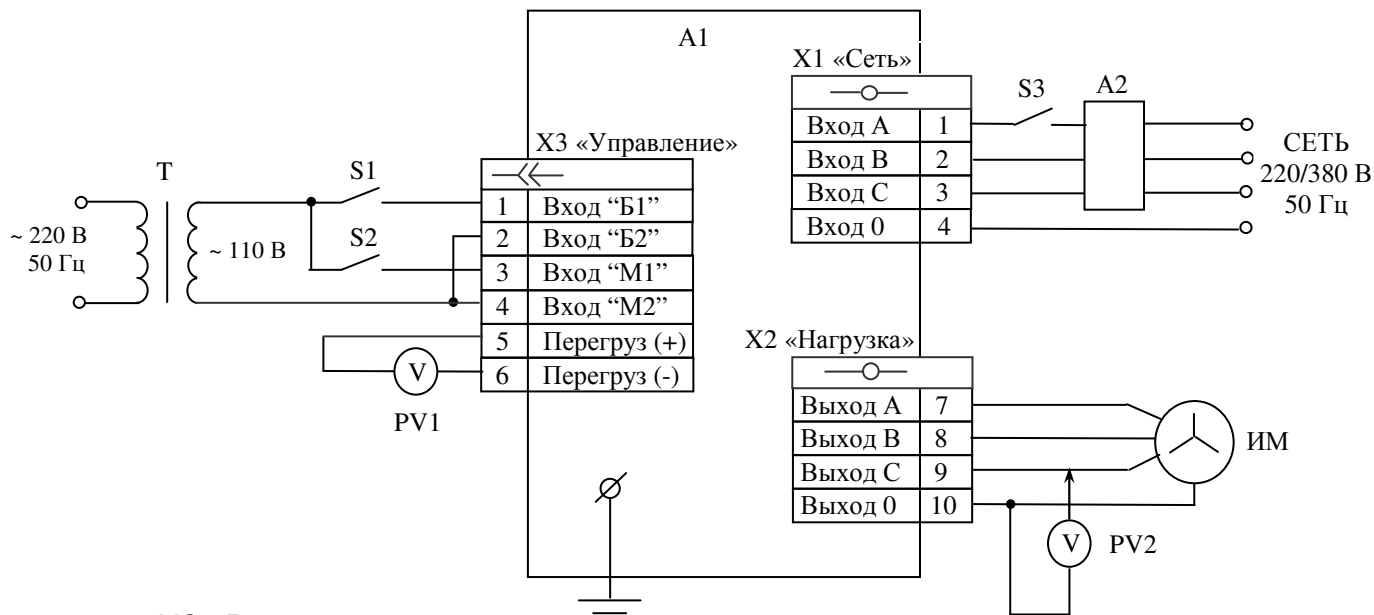 A1
X1 «Сеть»
Вход А 1
Вход В 2
Вход С 3
Вход 0 4
S3
A2
СЕТЬ
220/380 В
50 Гц
X3 «Управление»
1 Вход “Б1”
2 Вход “Б2”
3 Вход “М1”
4 Вход “М2”
5 Перегруз (+)
6 Перегруз (-)
T
S1
S2
~ 220 В
50 Гц
~ 110 В
V
PV1
X2 «Нагрузка»
Выход А 7
Выход В 8
Выход С 9
Выход 0 10
ИМ
V
PV2